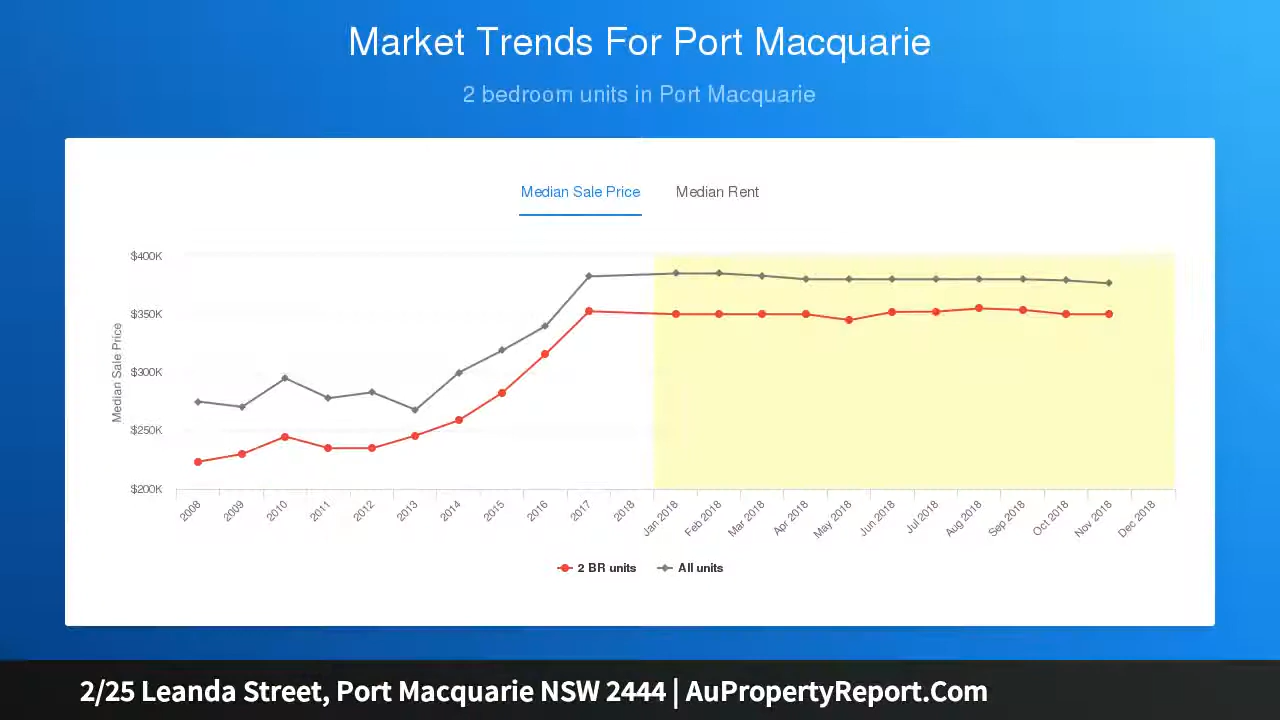 Market Trends For Port Macquarie
2 bedroom units in Port Macquarie
Median Sale Price
Median Rent
Median Sale Price
$400K
$350K
$300K
$250K
$200K
2008
2009
2010
2011
2012
2013
2014
2015
2016
2017
2018
Jan 2018
Feb 2018
Mar 2018
Apr 2018
May 2018
Jun 2018
Jul 2018
Aug 2018
Sep 2018
Oct 2018
Nov 2018
Dec 2018
2 BR units
All units
2/25 Leanda Street, Port Macquarie NSW 2444 | AuPropertyReport.Com